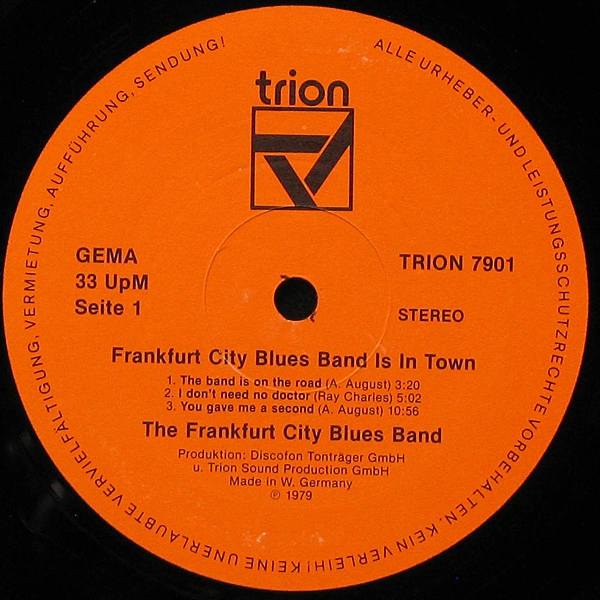 ALLE URHEBER- UND LEISTUNGSSCHUTZRECHTE VORBEHALTEN. KEIN VERLEIH! KEINE UNERLAUBTE VERVIELFÄLTIGUNG, VERMIETUNG, AUFFÜHRUNG, SENDUNG!
trion
GEMA
33 UpM
Seite 1
TRION 7901
STEREO
Frankfurt City Blues Band Is In Town
1. The band is on the road (A. August) 3:20
2. I don't need no doctor (Ray Charles) 5:02
3. You gave me a second (A. August) 10:56
The Frankfurt City Blues Band
Produktion: Discofon Tonträger GmbH
u. Trion Sound Production GmbH
Made in W. Germany
℗ 1979